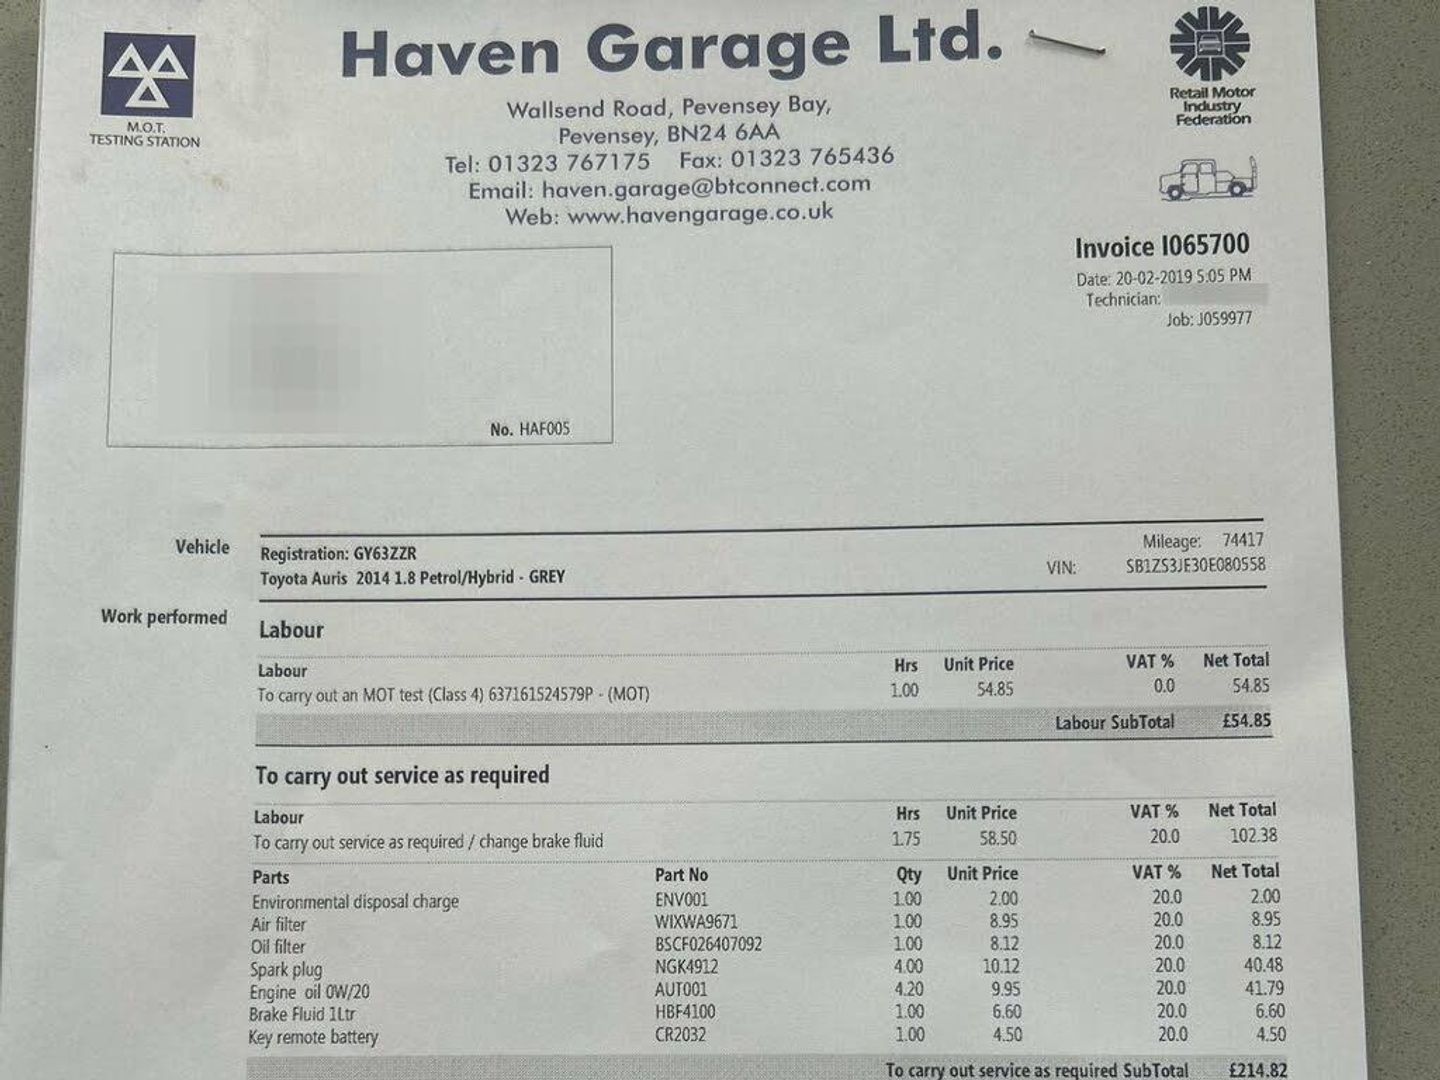 Haven Garage Ltd.
M.O.T.
TESTING STATION
Retail Motor
Industry
Federation
Wallsend Road, Pevensey Bay,
Pevensey, BN24 6AA
Tel: 01323 767175 Fax: 01323 765436
Email: haven.garage@btconnect.com
Web: www.havengarage.co.uk
Invoice I065700
Date: 20-02-2019 5:05 PM
Technician:
Job: J059977
No. HAF005
Vehicle
Registration: GY63ZZR
Mileage: 74417
Toyota Auris 2014 1.8 Petrol/Hybrid - GREY
VIN: SB1ZS3JE30E080558
Work performed
Labour
Labour Hrs Unit Price VAT % Net Total
To carry out an MOT test (Class 4) 637161524579P - (MOT) 1.00 54.85 0.0 54.85
Labour SubTotal £54.85
To carry out service as required
Labour Hrs Unit Price VAT % Net Total
To carry out service as required / change brake fluid 1.75 58.50 20.0 102.38
Parts Part No Qty Unit Price VAT % Net Total
Environmental disposal charge ENV001 1.00 2.00 20.0 2.00
Air filter WIXWA9671 1.00 8.95 20.0 8.95
Oil filter BSCF026407092 1.00 8.12 20.0 8.12
Spark plug NGK4912 4.00 10.12 20.0 40.48
Engine oil 0W/20 AUT001 4.20 9.95 20.0 41.79
Brake Fluid 1Ltr HBF4100 1.00 6.60 20.0 6.60
Key remote battery CR2032 1.00 4.50 20.0 4.50
To carry out service as required SubTotal £214.82